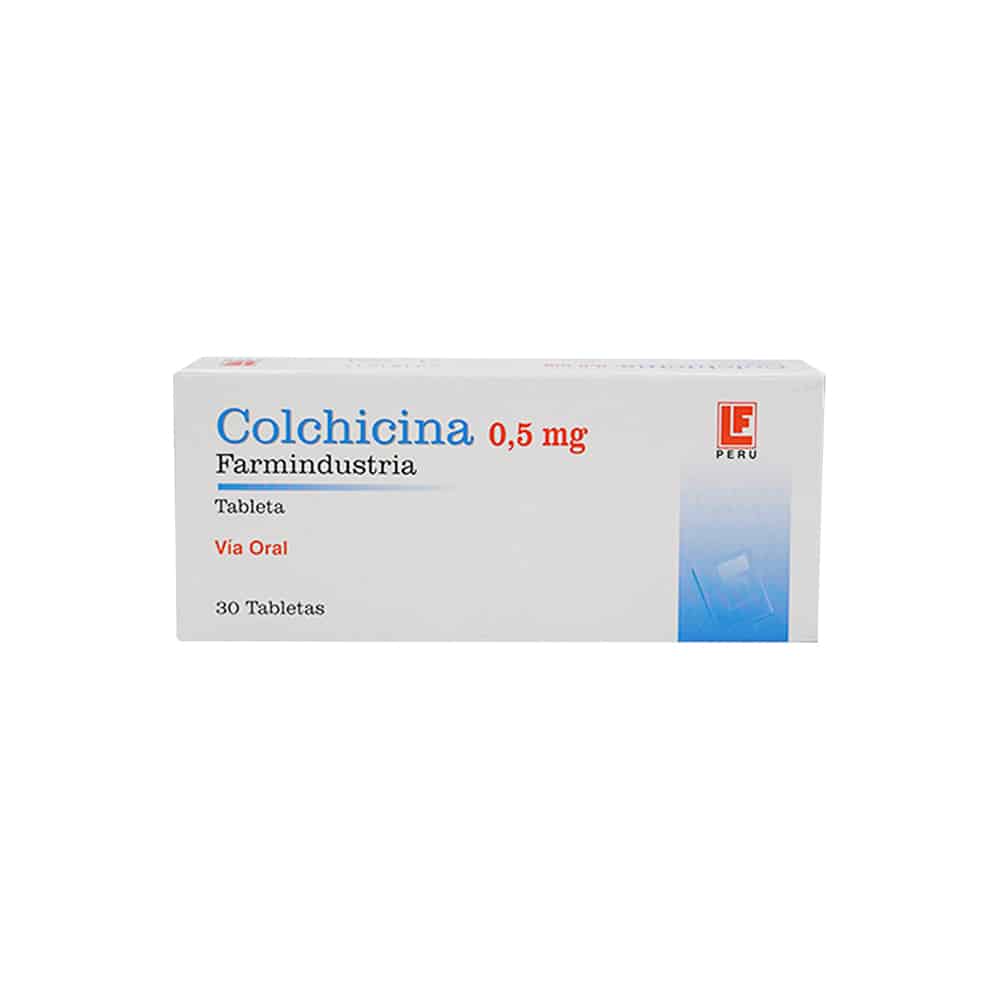 Colchicina 0,5 mg
Farmindustria
Tableta
Vía Oral
30 Tabletas
LF
PERU